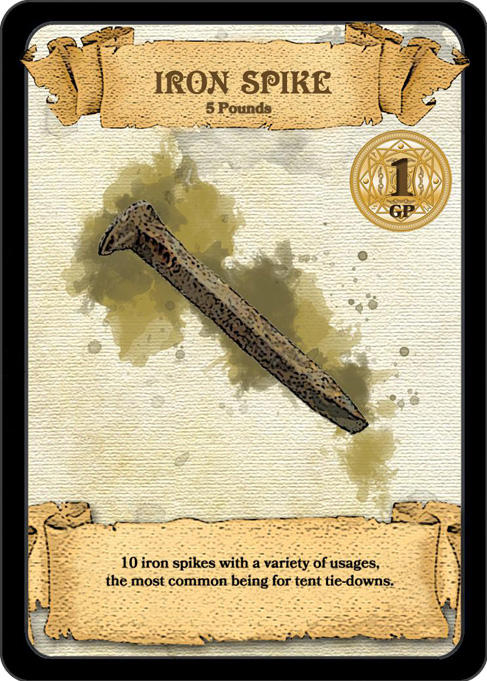 IRON SPIKE
5 Pounds
1
GP
10 iron spikes with a variety of usages,
the most common being for tent tie-downs.